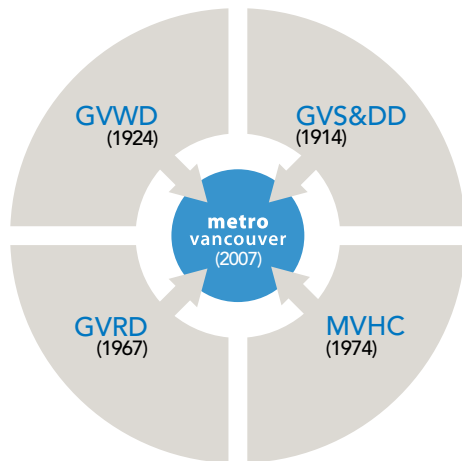 GVWD
(1924)
GVS&DD
(1914)
metro
vancouver
(2007)
GVRD
(1967)
MVHC
(1974)